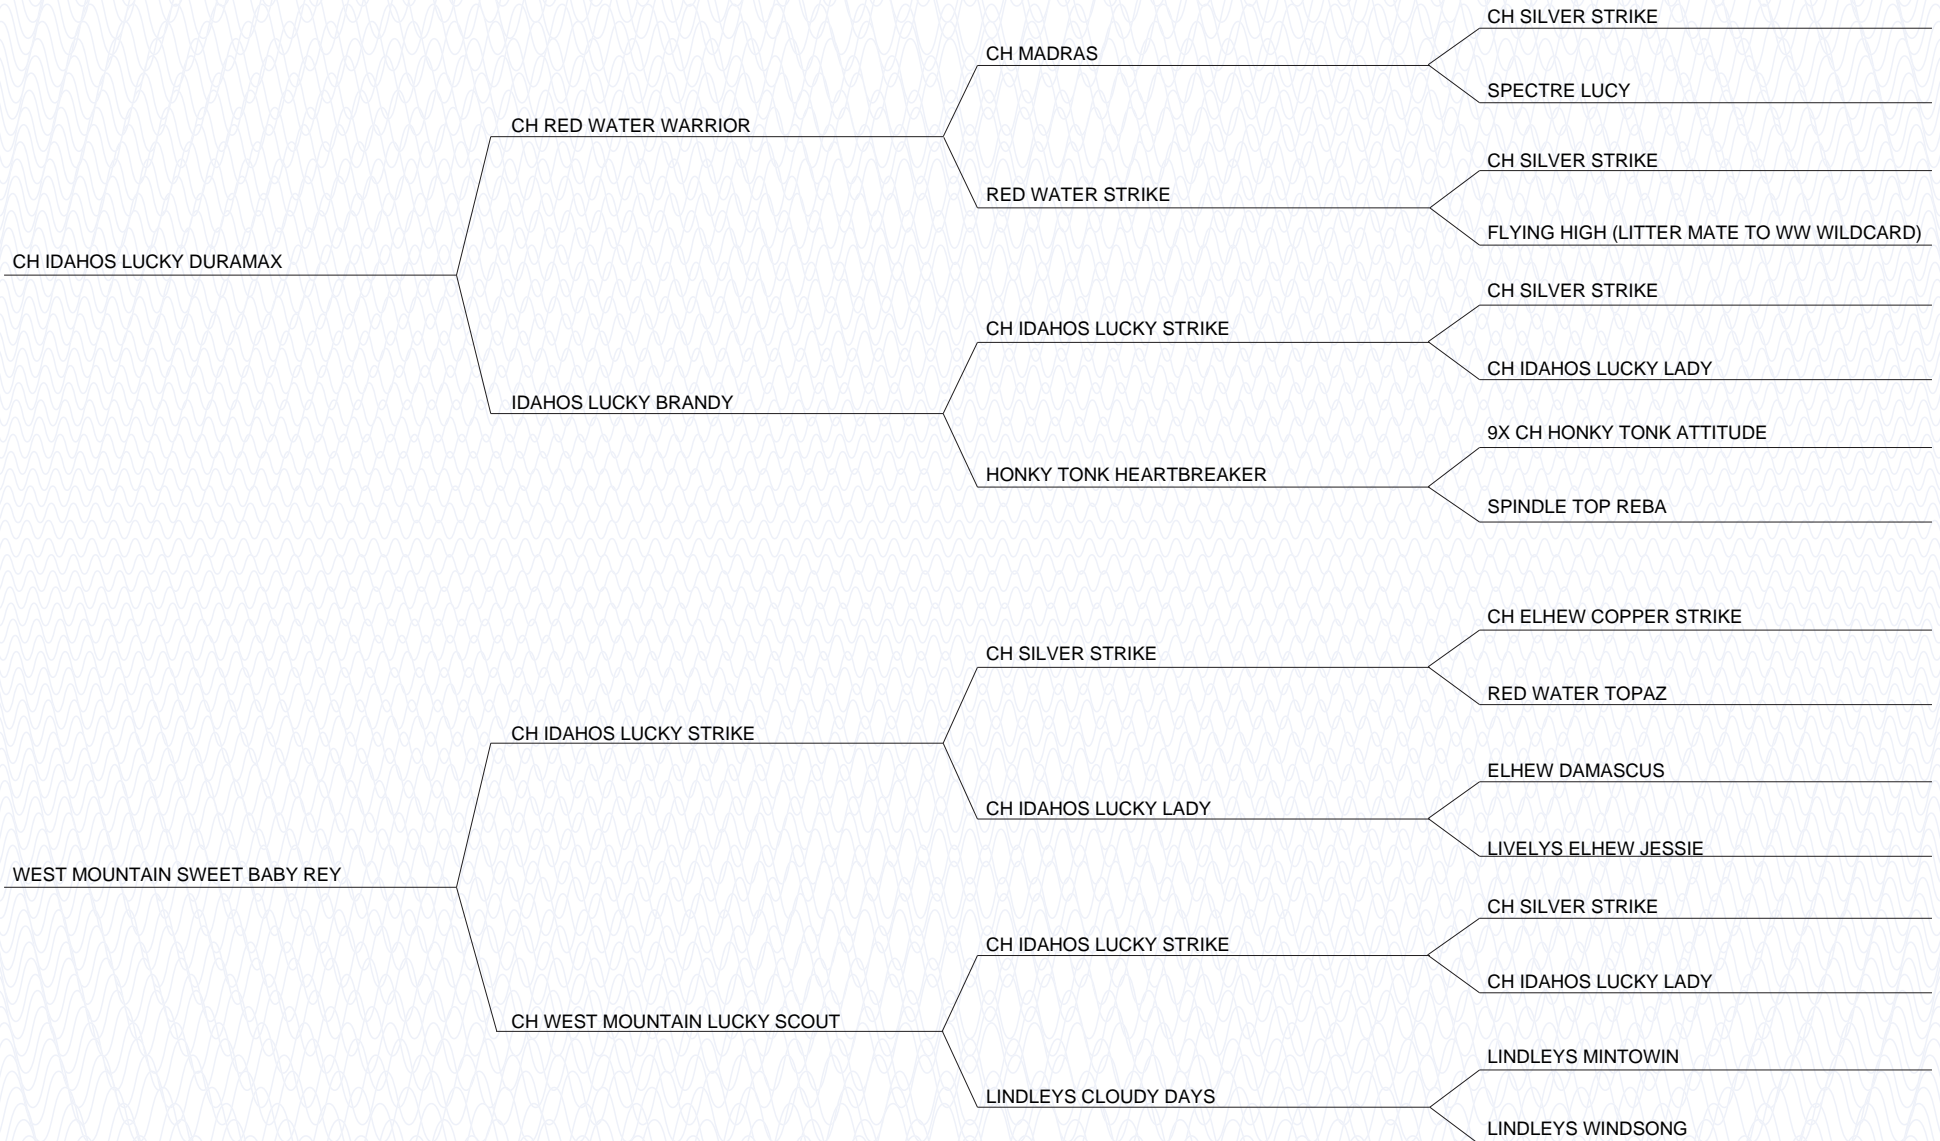 CH SILVER STRIKE
CH MADRAS
SPECTRE LUCY
CH RED WATER WARRIOR
CH SILVER STRIKE
RED WATER STRIKE
FLYING HIGH (LITTER MATE TO WW WILDCARD)
CH IDAHOS LUCKY DURAMAX
CH SILVER STRIKE
CH IDAHOS LUCKY STRIKE
CH IDAHOS LUCKY LADY
IDAHOS LUCKY BRANDY
9X CH HONKY TONK ATTITUDE
HONKY TONK HEARTBREAKER
SPINDLE TOP REBA
CH ELHEW COPPER STRIKE
CH SILVER STRIKE
RED WATER TOPAZ
CH IDAHOS LUCKY STRIKE
ELHEW DAMASCUS
CH IDAHOS LUCKY LADY
LIVELYS ELHEW JESSIE
WEST MOUNTAIN SWEET BABY REY
CH SILVER STRIKE
CH IDAHOS LUCKY STRIKE
CH IDAHOS LUCKY LADY
CH WEST MOUNTAIN LUCKY SCOUT
LINDLEYS MINTOWIN
LINDLEYS CLOUDY DAYS
LINDLEYS WINDSONG